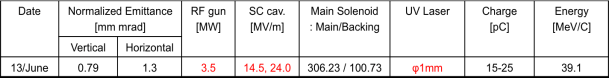 Date Normalized Emittance RF gun SC cav. Main Solenoid UV Laser Charge Energy
[mm mrad] [MW] [MV/m] : Main/Backing [pC] [MeV/C]
Vertical Horizontal
13/June 0.79 1.3 3.5 14.5, 24.0 306.23 / 100.73 φ1mm 15-25 39.1